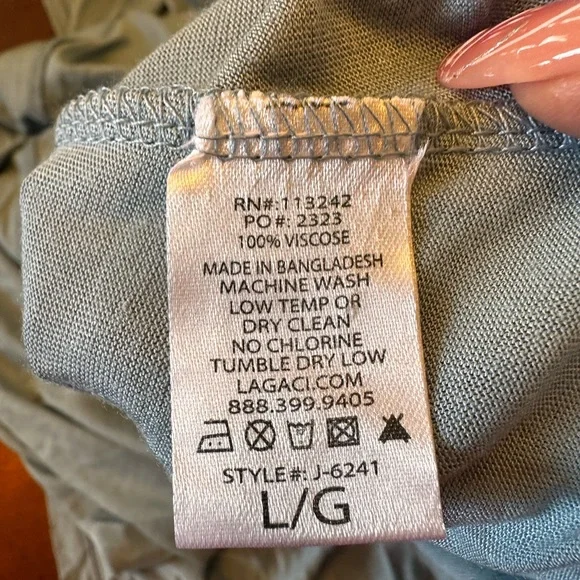 RN#: 113242
PO#: 2323
100% VISCOSE
MADE IN BANGLADESH
MACHINE WASH
LOW TEMP OR
DRY CLEAN
NO CHLORINE
TUMBLE DRY LOW
LAGACI.COM
888.399.9405
STYLE#: J-6241
L/G